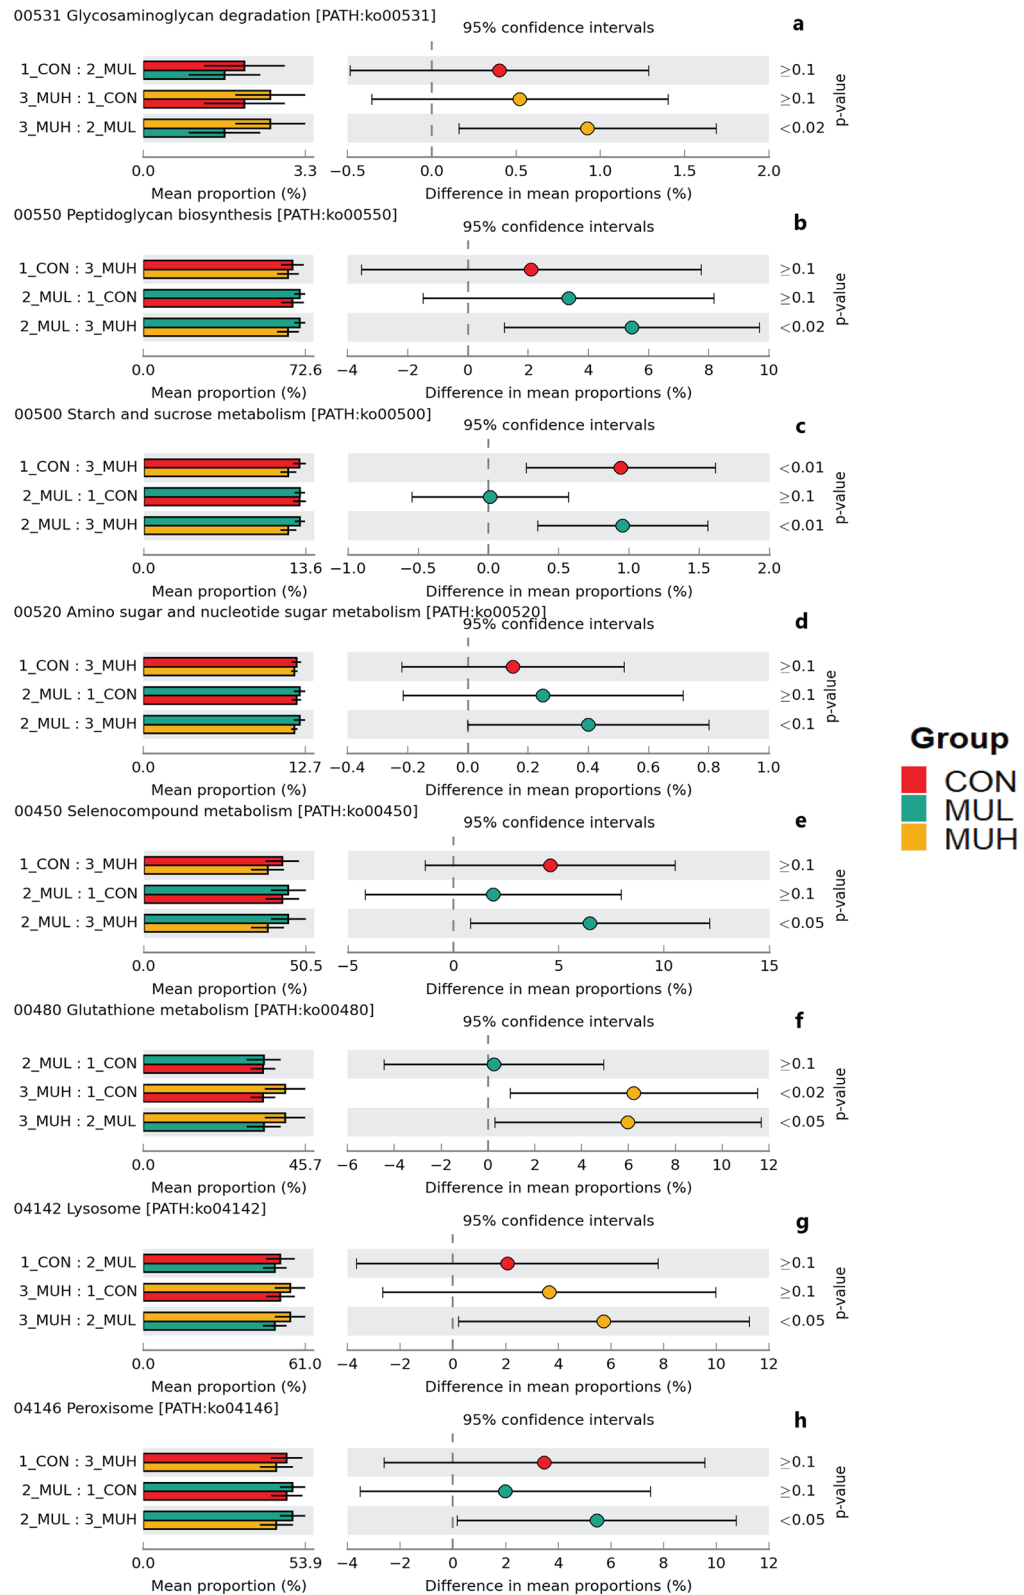 00531 Glycosaminoglycan degradation [PATH:ko00531]
a
95% confidence intervals
1_CON : 2_MUL
≥0.1
3_MUH : 1_CON
≥0.1
3_MUH : 2_MUL
<0.02
p-value
0.0 3.3 −0.5 0.0 0.5 1.0 1.5 2.0
Mean proportion (%) Difference in mean proportions (%)
00550 Peptidoglycan biosynthesis [PATH:ko00550]
b
95% confidence intervals
1_CON : 3_MUH
≥0.1
2_MUL : 1_CON
≥0.1
2_MUL : 3_MUH
<0.02
p-value
0.0 72.6 −4 −2 0 2 4 6 8 10
Mean proportion (%) Difference in mean proportions (%)
00500 Starch and sucrose metabolism [PATH:ko00500]
c
95% confidence intervals
1_CON : 3_MUH
<0.01
2_MUL : 1_CON
≥0.1
2_MUL : 3_MUH
<0.01
p-value
0.0 13.6 −1.0 −0.5 0.0 0.5 1.0 1.5 2.0
Mean proportion (%) Difference in mean proportions (%)
00520 Amino sugar and nucleotide sugar metabolism [PATH:ko00520]
d
95% confidence intervals
1_CON : 3_MUH
≥0.1
2_MUL : 1_CON
≥0.1
2_MUL : 3_MUH
<0.1
p-value
0.0 12.7 −0.4 −0.2 0.0 0.2 0.4 0.6 0.8 1.0
Mean proportion (%) Difference in mean proportions (%)
Group
CON
MUL
MUH
00450 Selenocompound metabolism [PATH:ko00450]
e
95% confidence intervals
1_CON : 3_MUH
≥0.1
2_MUL : 1_CON
≥0.1
2_MUL : 3_MUH
<0.05
p-value
0.0 50.5 −5 0 5 10 15
Mean proportion (%) Difference in mean proportions (%)
00480 Glutathione metabolism [PATH:ko00480]
f
95% confidence intervals
2_MUL : 1_CON
≥0.1
3_MUH : 1_CON
<0.02
3_MUH : 2_MUL
<0.05
p-value
0.0 45.7 −6 −4 −2 0 2 4 6 8 10 12
Mean proportion (%) Difference in mean proportions (%)
04142 Lysosome [PATH:ko04142]
g
95% confidence intervals
1_CON : 2_MUL
≥0.1
3_MUH : 1_CON
≥0.1
3_MUH : 2_MUL
<0.05
p-value
0.0 61.0 −4 −2 0 2 4 6 8 10 12
Mean proportion (%) Difference in mean proportions (%)
04146 Peroxisome [PATH:ko04146]
h
95% confidence intervals
1_CON : 3_MUH
≥0.1
2_MUL : 1_CON
≥0.1
2_MUL : 3_MUH
<0.05
p-value
0.0 53.9 −4 −2 0 2 4 6 8 10 12
Mean proportion (%) Difference in mean proportions (%)